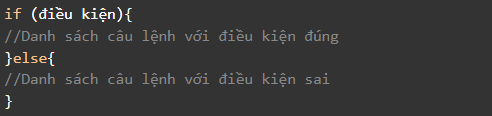 if (điều kiện){
//Danh sách câu lệnh với điều kiện đúng
}else{
//Danh sách câu lệnh với điều kiện sai
}